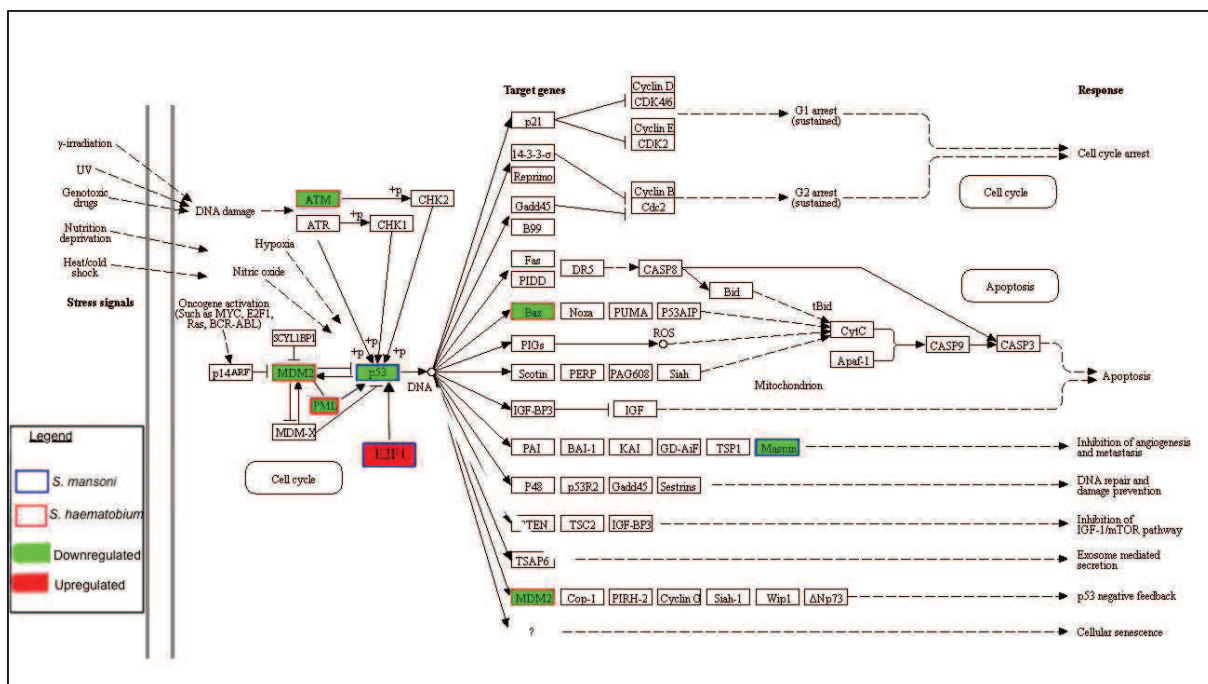 Target genes
Response
γ-irradiation
UV
Genotoxic
drugs
Nutrition
deprivation
Heat/cold
shock
Stress signals
DNA damage
ATM
+p
CHK2
ATR
+p
CHK1
Hypoxia
Nitric oxide
Oncogene activation
(Such as MYC, E2F1,
Ras, BCR-ABL)
SCYL1BP1
+p
+p
+p
p14ARF
MDM2
p53
DNA
PML
MDM-X
E2F1
Cell cycle
p21
Cyclin D
CDK4/6
Cyclin E
CDK2
G1 arrest
(sustained)
14-3-3-σ
Reprimo
Cyclin B
Cdc2
G2 arrest
(sustained)
Cell cycle arrest
Cell cycle
Gadd45
B99
Fas
PIDD
DR5
CASP8
Bid
tBid
Apoptosis
Bax
Noxa
PUMA
P53AIP
CytC
PIGs
ROS
Apaf-1
CASP9
CASP3
Scotin
PERP
PAG608
Siah
Mitochondrion
Apoptosis
IGF-BP3
IGF
PAI
BAI-1
KAI
GD-AiF
TSP1
Maspin
Inhibition of angiogenesis
and metastasis
P48
p53R2
Gadd45
Sestrins
DNA repair and
damage prevention
TSC2
IGF-BP3
Inhibition of
IGF-1/mTOR pathway
TSAP6
Exosome mediated
secretion
MDM2
Cop-1
PIRH-2
Cyclin G
Siah-1
Wip1
ΔNp73
p53 negative feedback
?
Cellular senescence
Legend
S. mansoni
S. haematobium
Downregulated
Upregulated